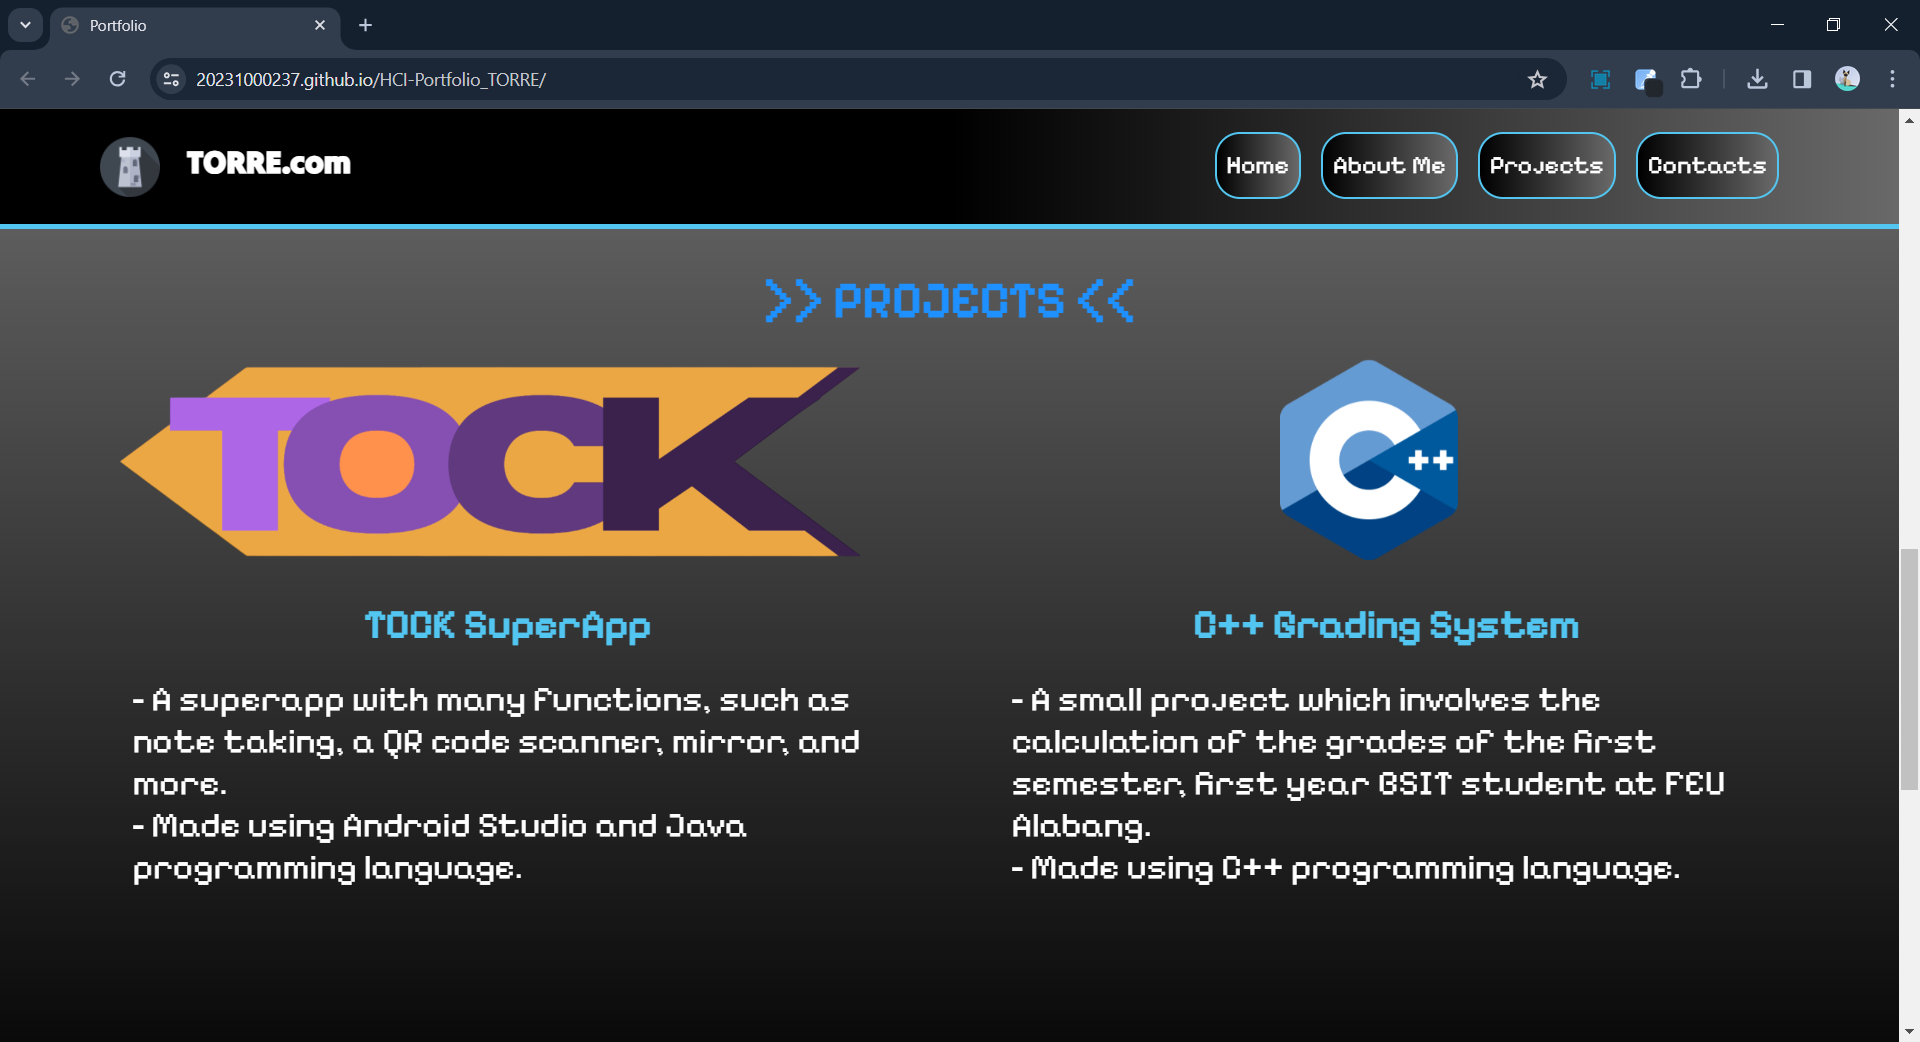 Portfolio
20231000237.github.io/HCI-Portfolio_TORRE/
TORRE.com
Home
About Me
Projects
Contacts
>> PROJECTS <<
TOCK
C++
TOCK SuperApp
- A superapp with many functions, such as
note taking, a QR code scanner, mirror, and
more.
- Made using Android Studio and Java
programming language.
C++ Grading System
- A small project which involves the
calculation of the grades of the first
semester, first year BSIT student at FEU
Alabang.
- Made using C++ programming language.